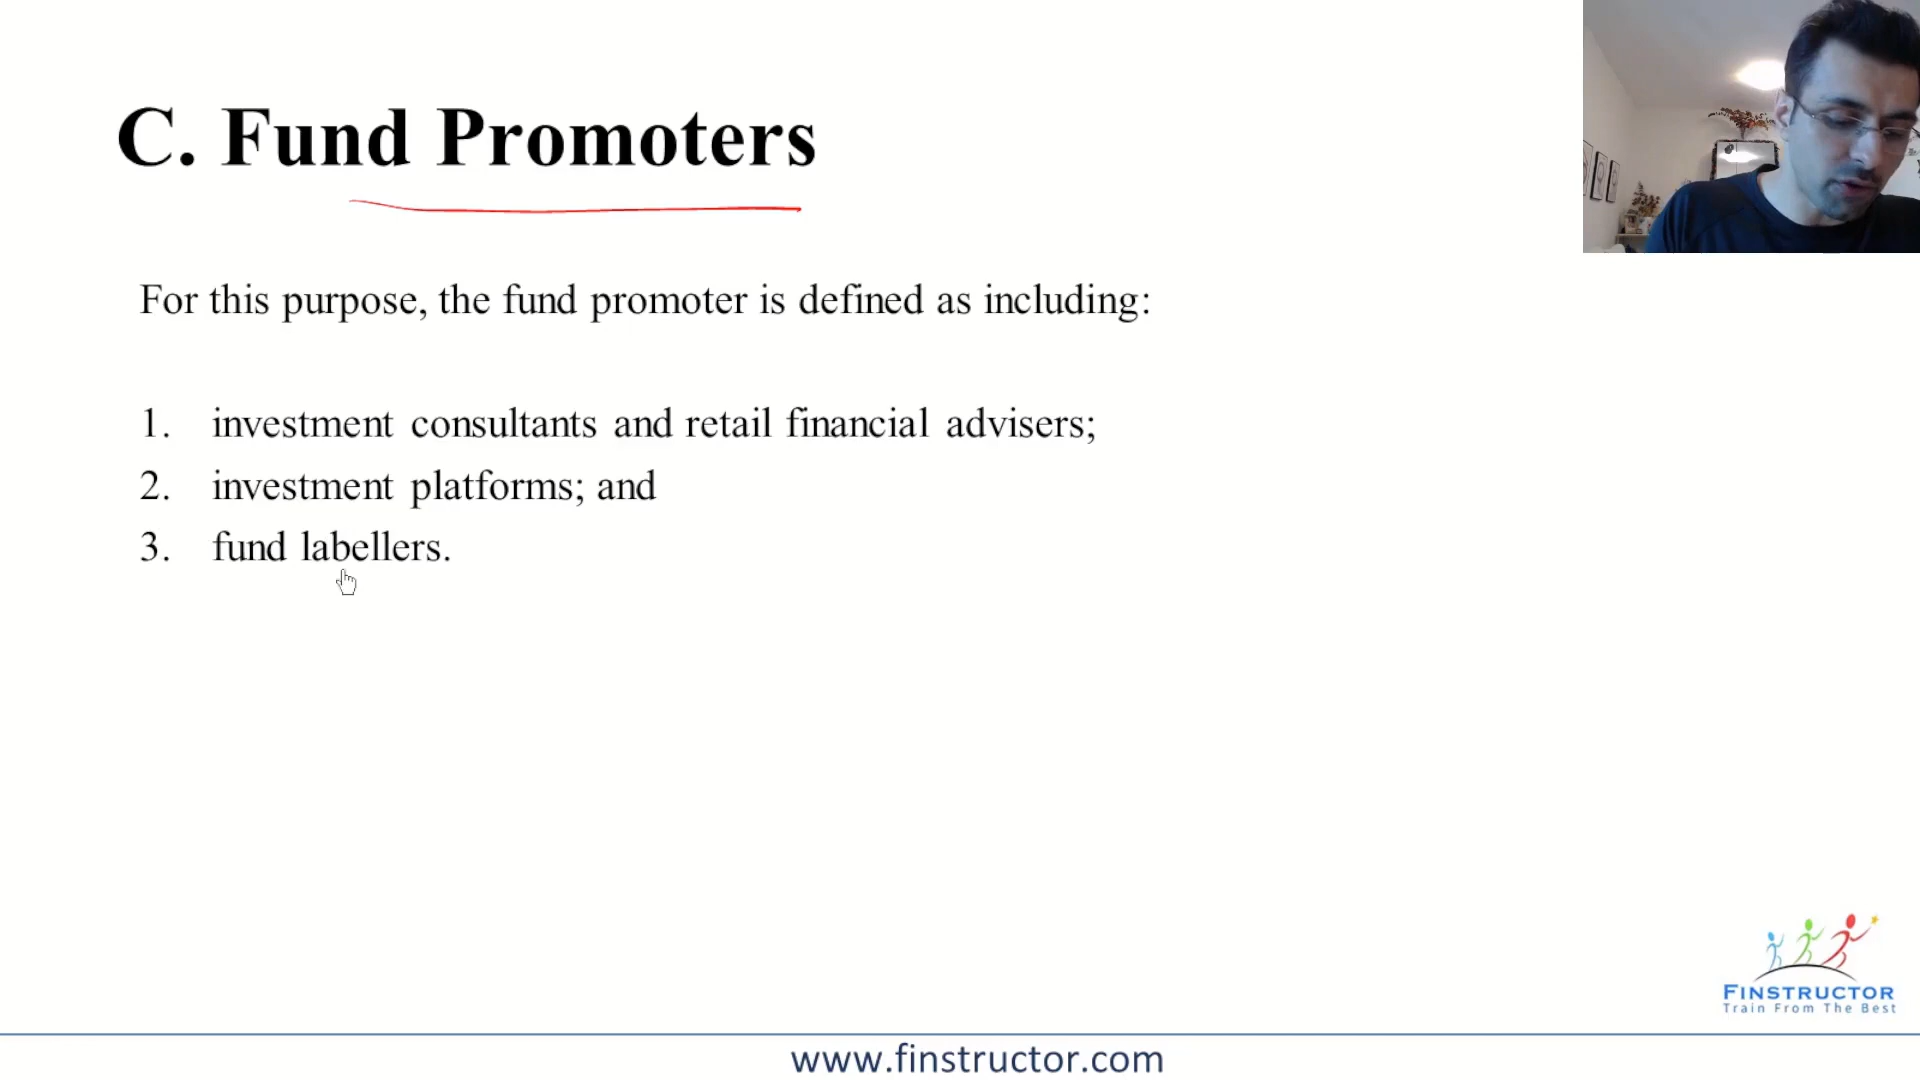 C. Fund Promoters
For this purpose, the fund promoter is defined as including:
1. investment consultants and retail financial advisers;
2. investment platforms; and
3. fund labellers.
FINSTRUCTOR
Train From The Best
www.finstructor.com